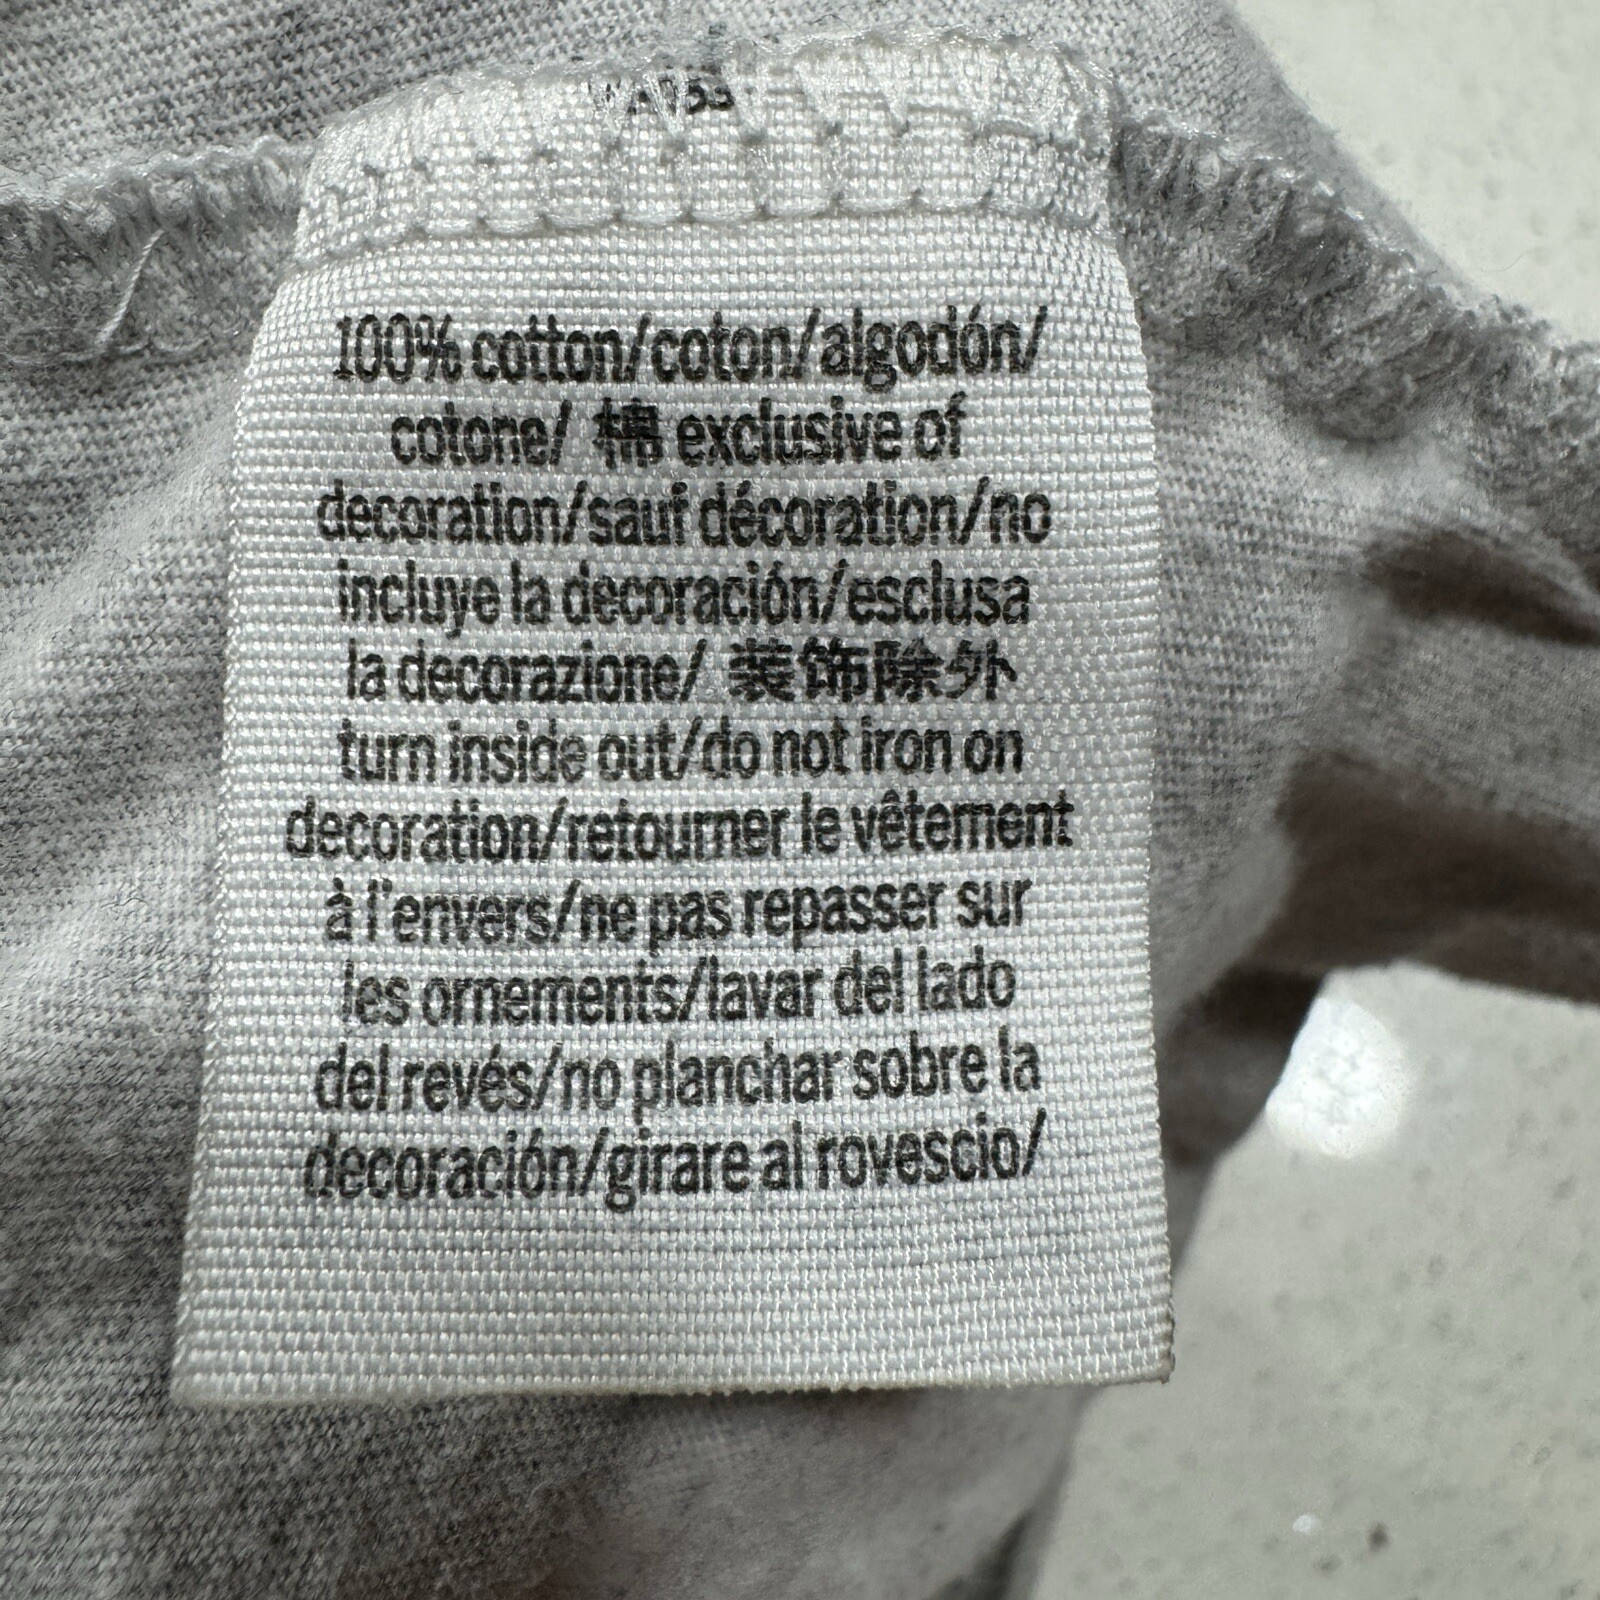 100% cotton/coton/algodón/
cotone/ 棉 exclusive of
decoration/sauf décoration/no
incluye la decoración/esclusa
la decorazione/ 装饰除外
turn inside out/do not iron on
decoration/retourner le vêtement
à l'envers/ne pas repasser sur
les ornements/lavar del lado
del revés/no planchar sobre la
decoración/girare al rovescio/